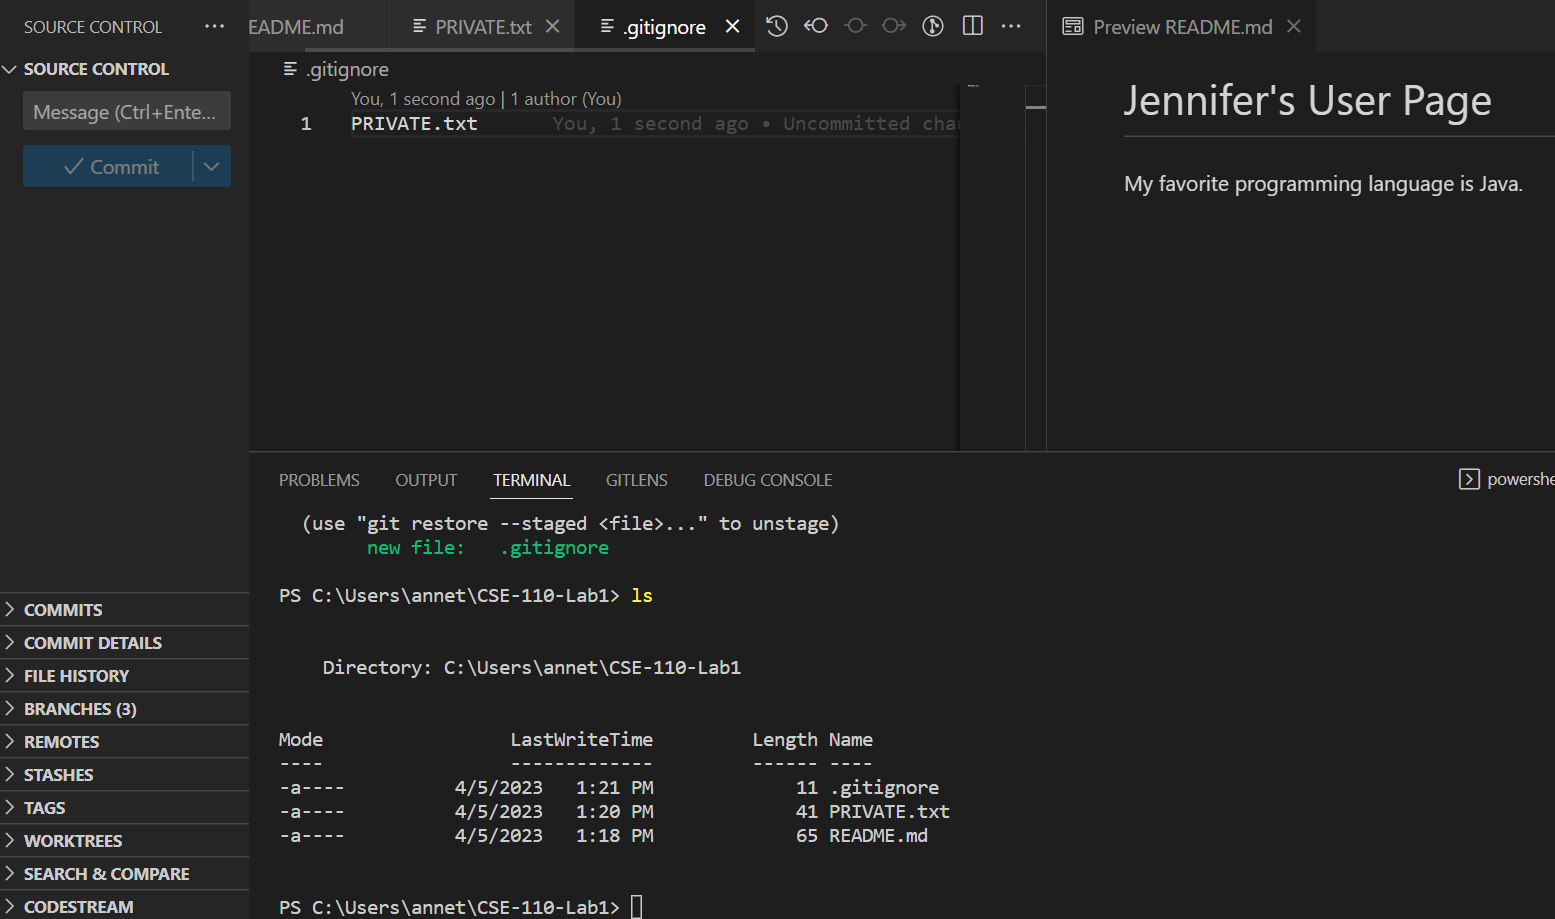 SOURCE CONTROL ···
SOURCE CONTROL
Message (Ctrl+Ente...
Commit
COMMITS
COMMIT DETAILS
FILE HISTORY
BRANCHES (3)
REMOTES
STASHES
TAGS
WORKTREES
SEARCH & COMPARE
CODESTREAM
EADME.md PRIVATE.txt .gitignore ···
.gitignore
You, 1 second ago | 1 author (You)
1 PRIVATE.txt You, 1 second ago • Uncommitted cha
Preview README.md
Jennifer's User Page
My favorite programming language is Java.
PROBLEMS OUTPUT TERMINAL GITLENS DEBUG CONSOLE powershe
(use "git restore --staged <file>..." to unstage)
new file: .gitignore
PS C:\Users\annet\CSE-110-Lab1> ls
Directory: C:\Users\annet\CSE-110-Lab1
Mode LastWriteTime Length Name
---- ------------- ------ ----
-a---- 4/5/2023 1:21 PM 11 .gitignore
-a---- 4/5/2023 1:20 PM 41 PRIVATE.txt
-a---- 4/5/2023 1:18 PM 65 README.md
PS C:\Users\annet\CSE-110-Lab1>